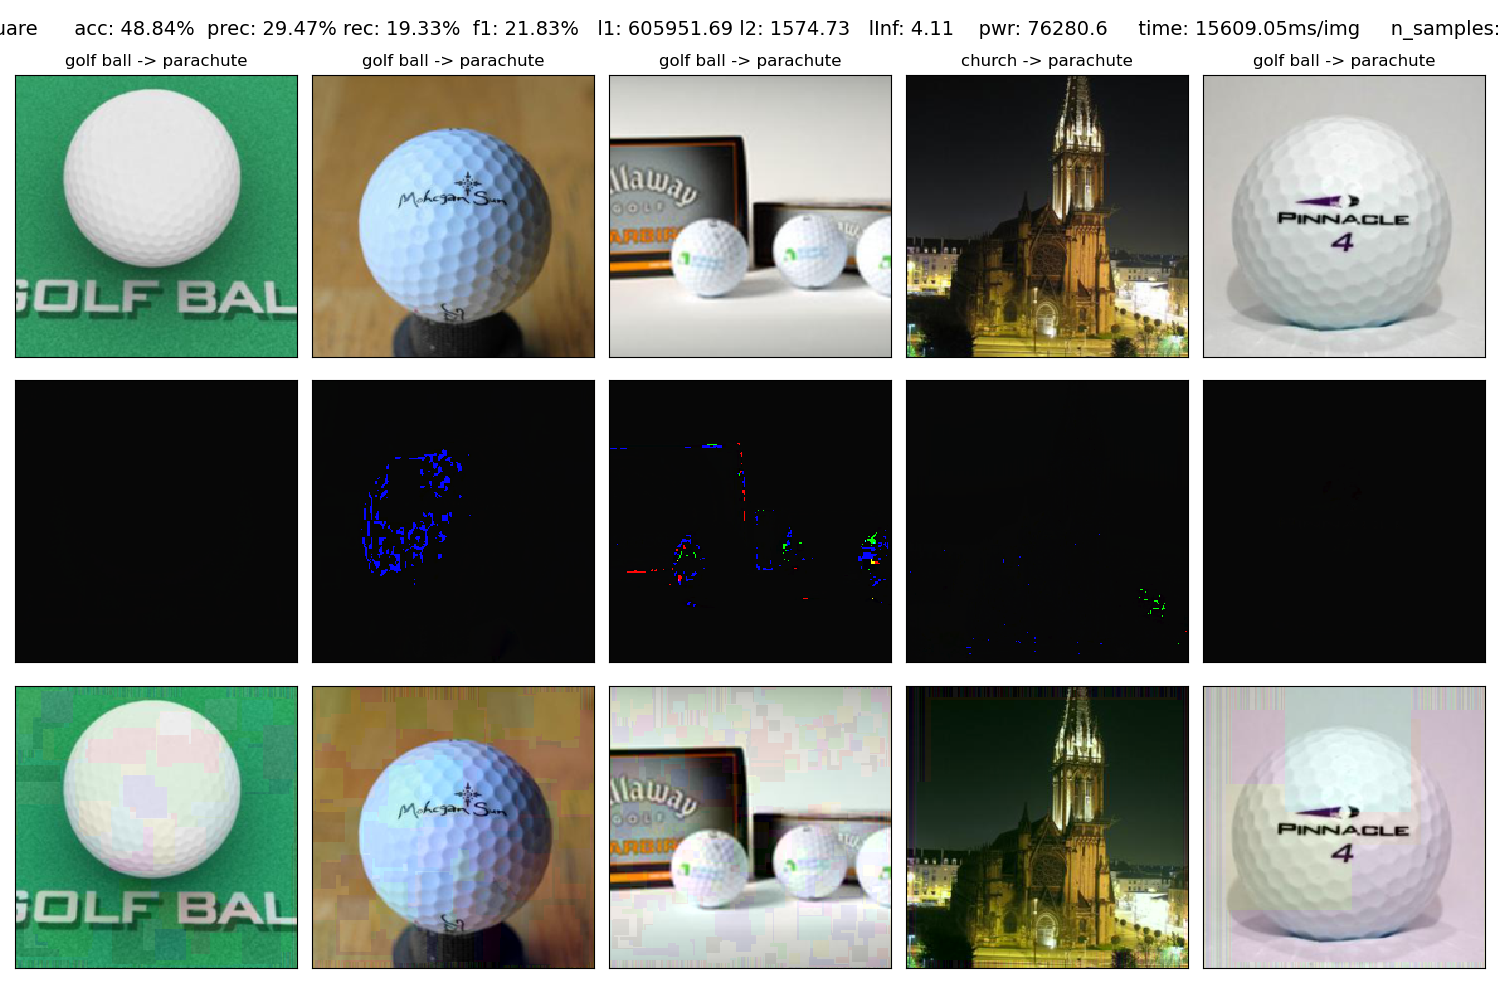 uare acc: 48.84% prec: 29.47% rec: 19.33% f1: 21.83% l1: 605951.69 l2: 1574.73 lInf: 4.11 pwr: 76280.6 time: 15609.05ms/img n_samples:
golf ball -> parachute golf ball -> parachute golf ball -> parachute church -> parachute golf ball -> parachute
GOLF BAL
Mohegan Sun
llaway
GOLF
PINNACLE
4
GOLF BAL
Mohegan Sun
llaway
GOLF
PINNACLE
4